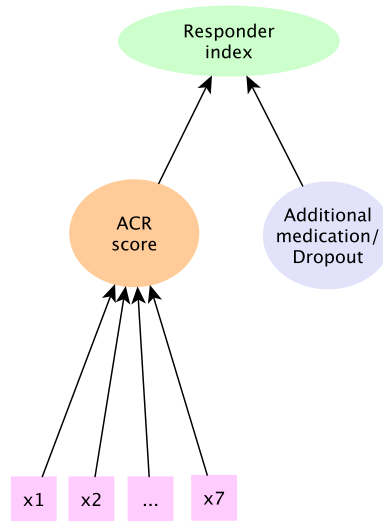 Responder
index
ACR
score
Additional
medication/
Dropout
x1
x2
...
x7